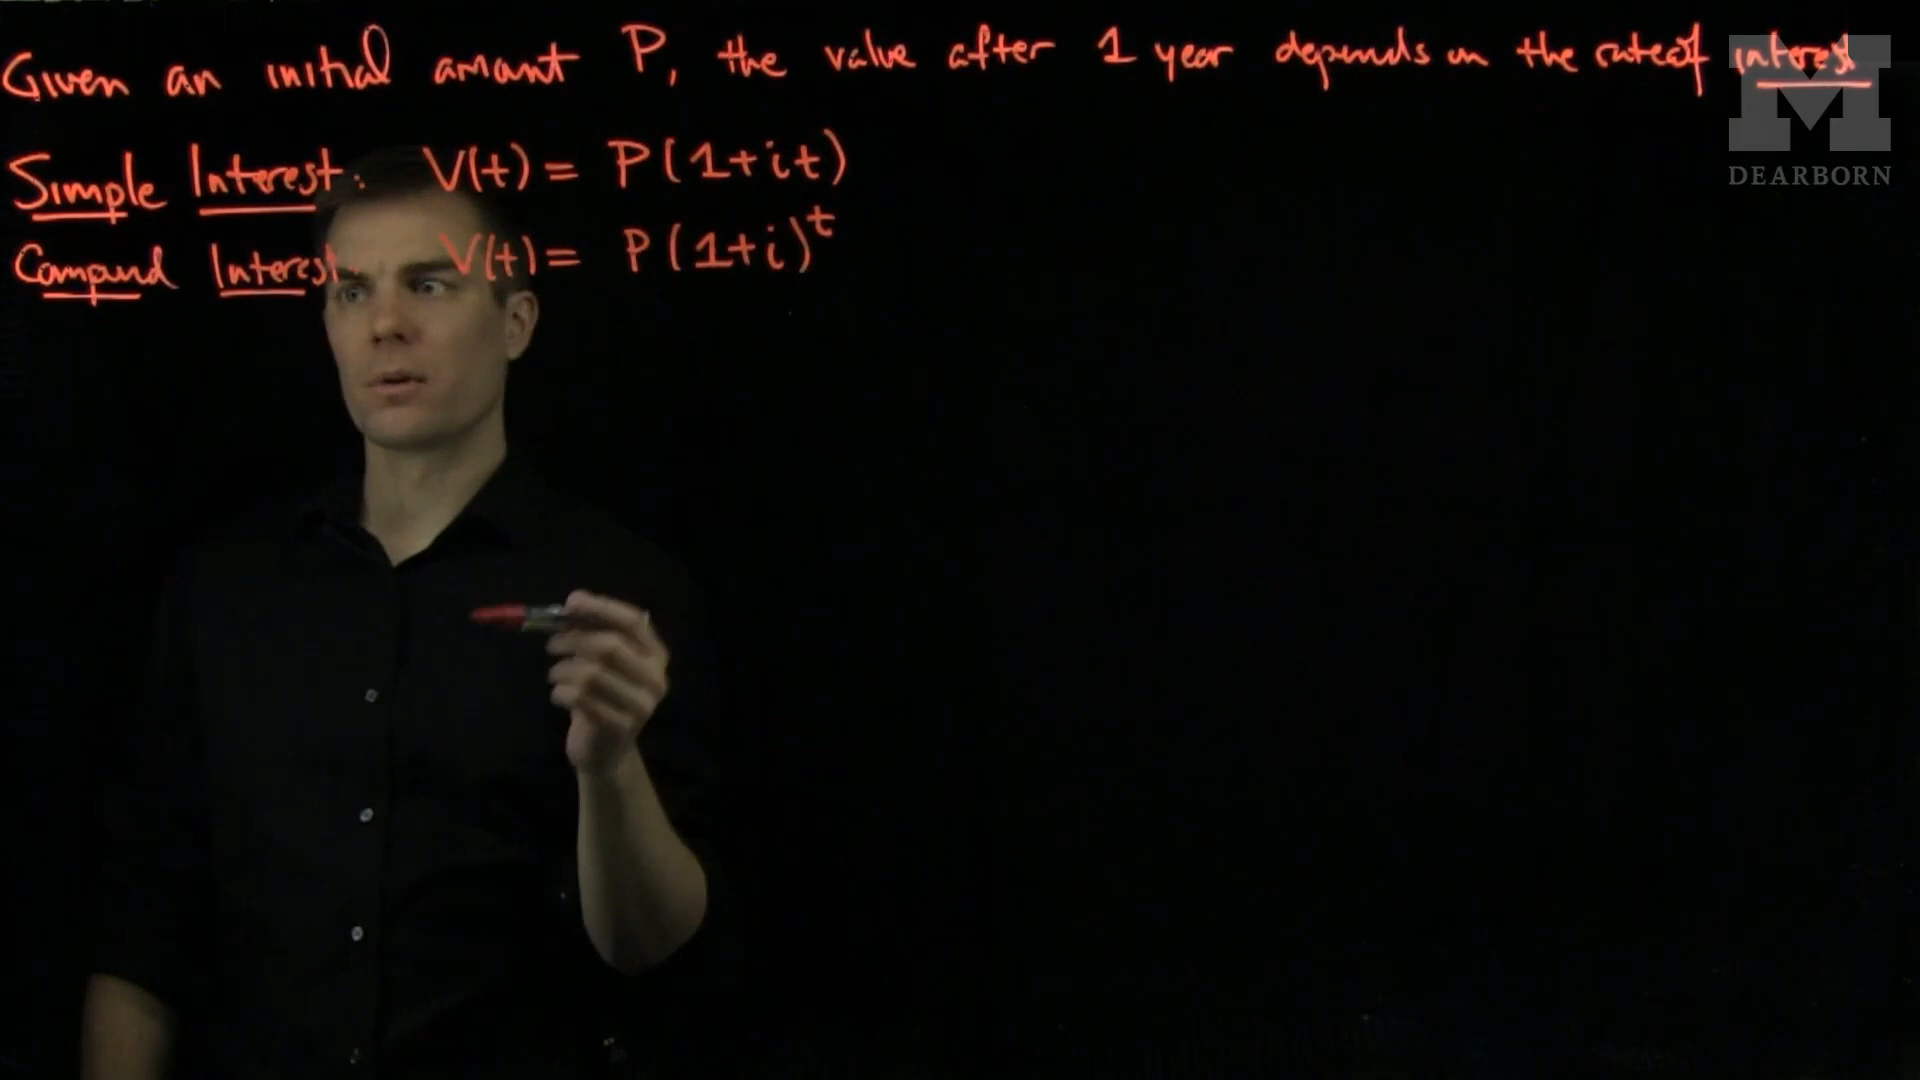 Given an initial amount P, the value after 1 year depends on the rate of interest
Simple Interest: V(t) = P(1+it)
Compound Interest: V(t) = P(1+i)^t
M
DEARBORN